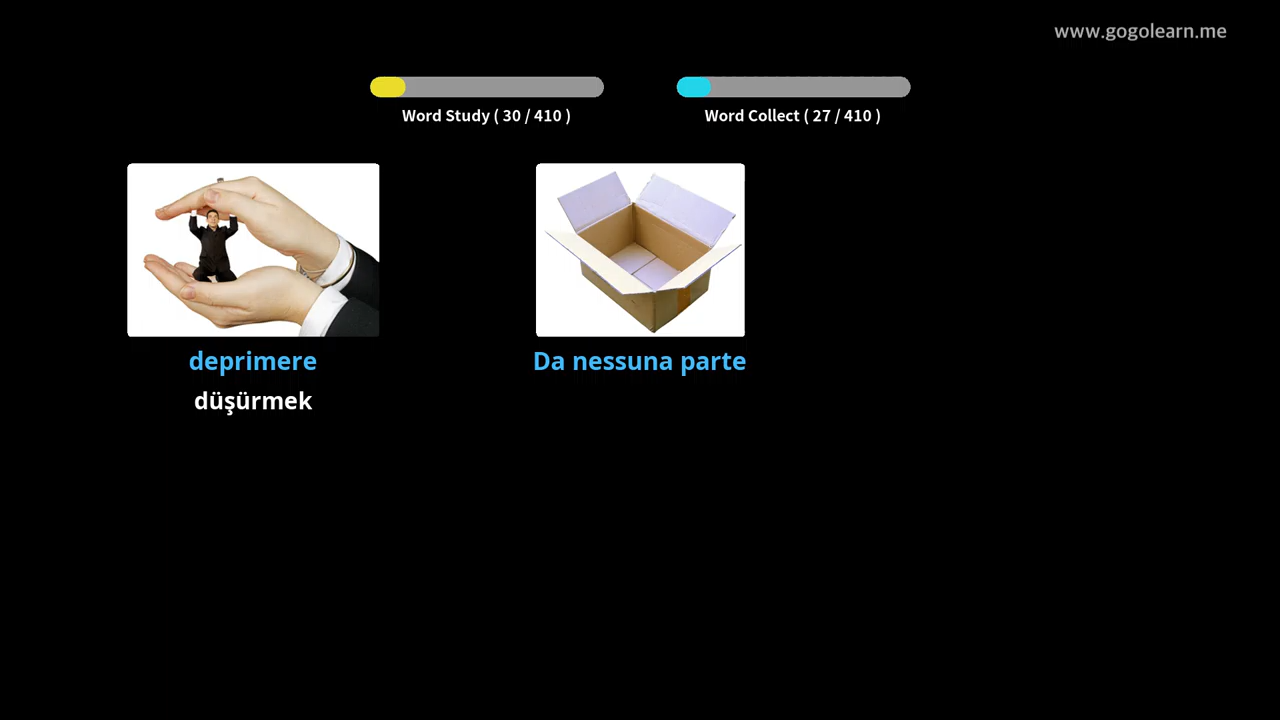 www.gogolearn.me
Word Study ( 30 / 410 )
Word Collect ( 27 / 410 )
deprimere
düşürmek
Da nessuna parte